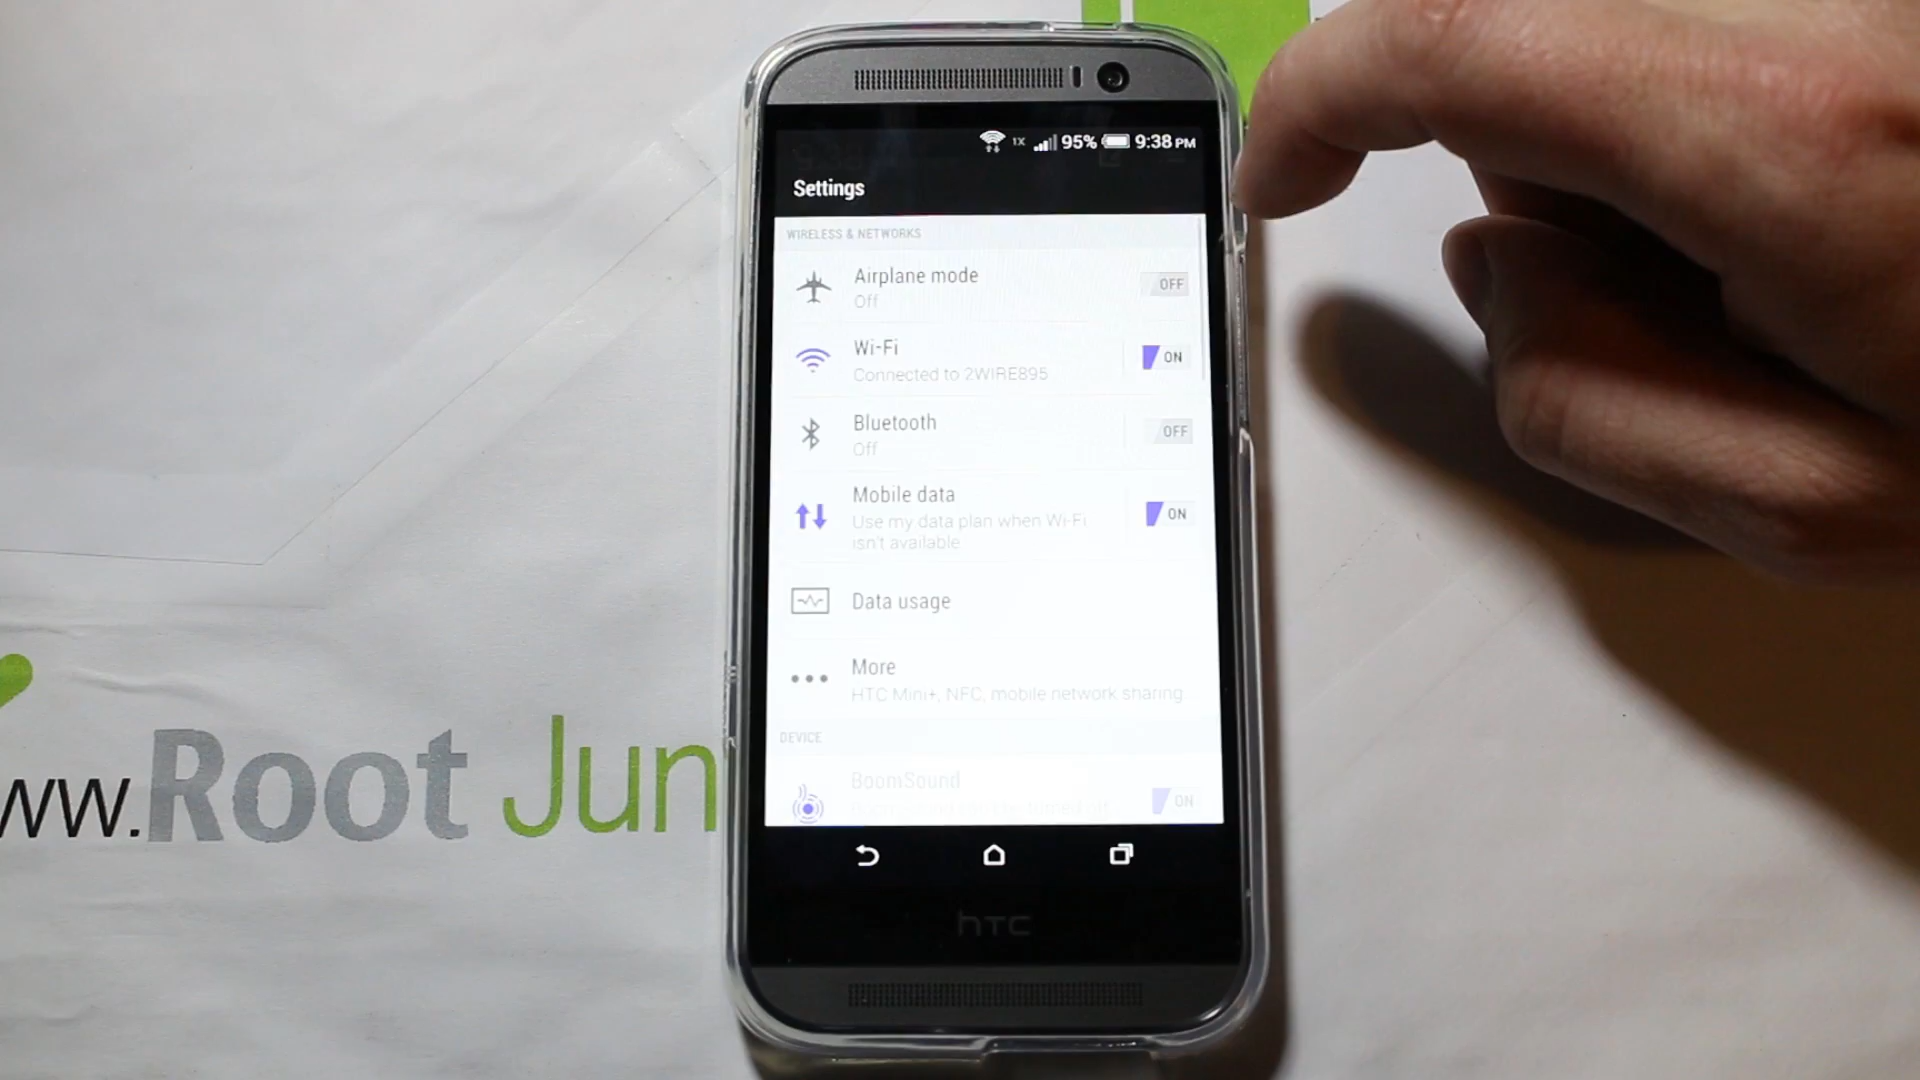 1X 95% 9:38 PM
Settings
WIRELESS & NETWORKS
Airplane mode
Off
OFF
Wi-Fi
Connected to 2WIRE895
ON
Bluetooth
Off
OFF
Mobile data
Use my data plan when Wi-Fi
isn't available
ON
Data usage
More
HTC Mini+, NFC, mobile network sharing
DEVICE
BoomSound
ON
hTC
ww.Root Jun